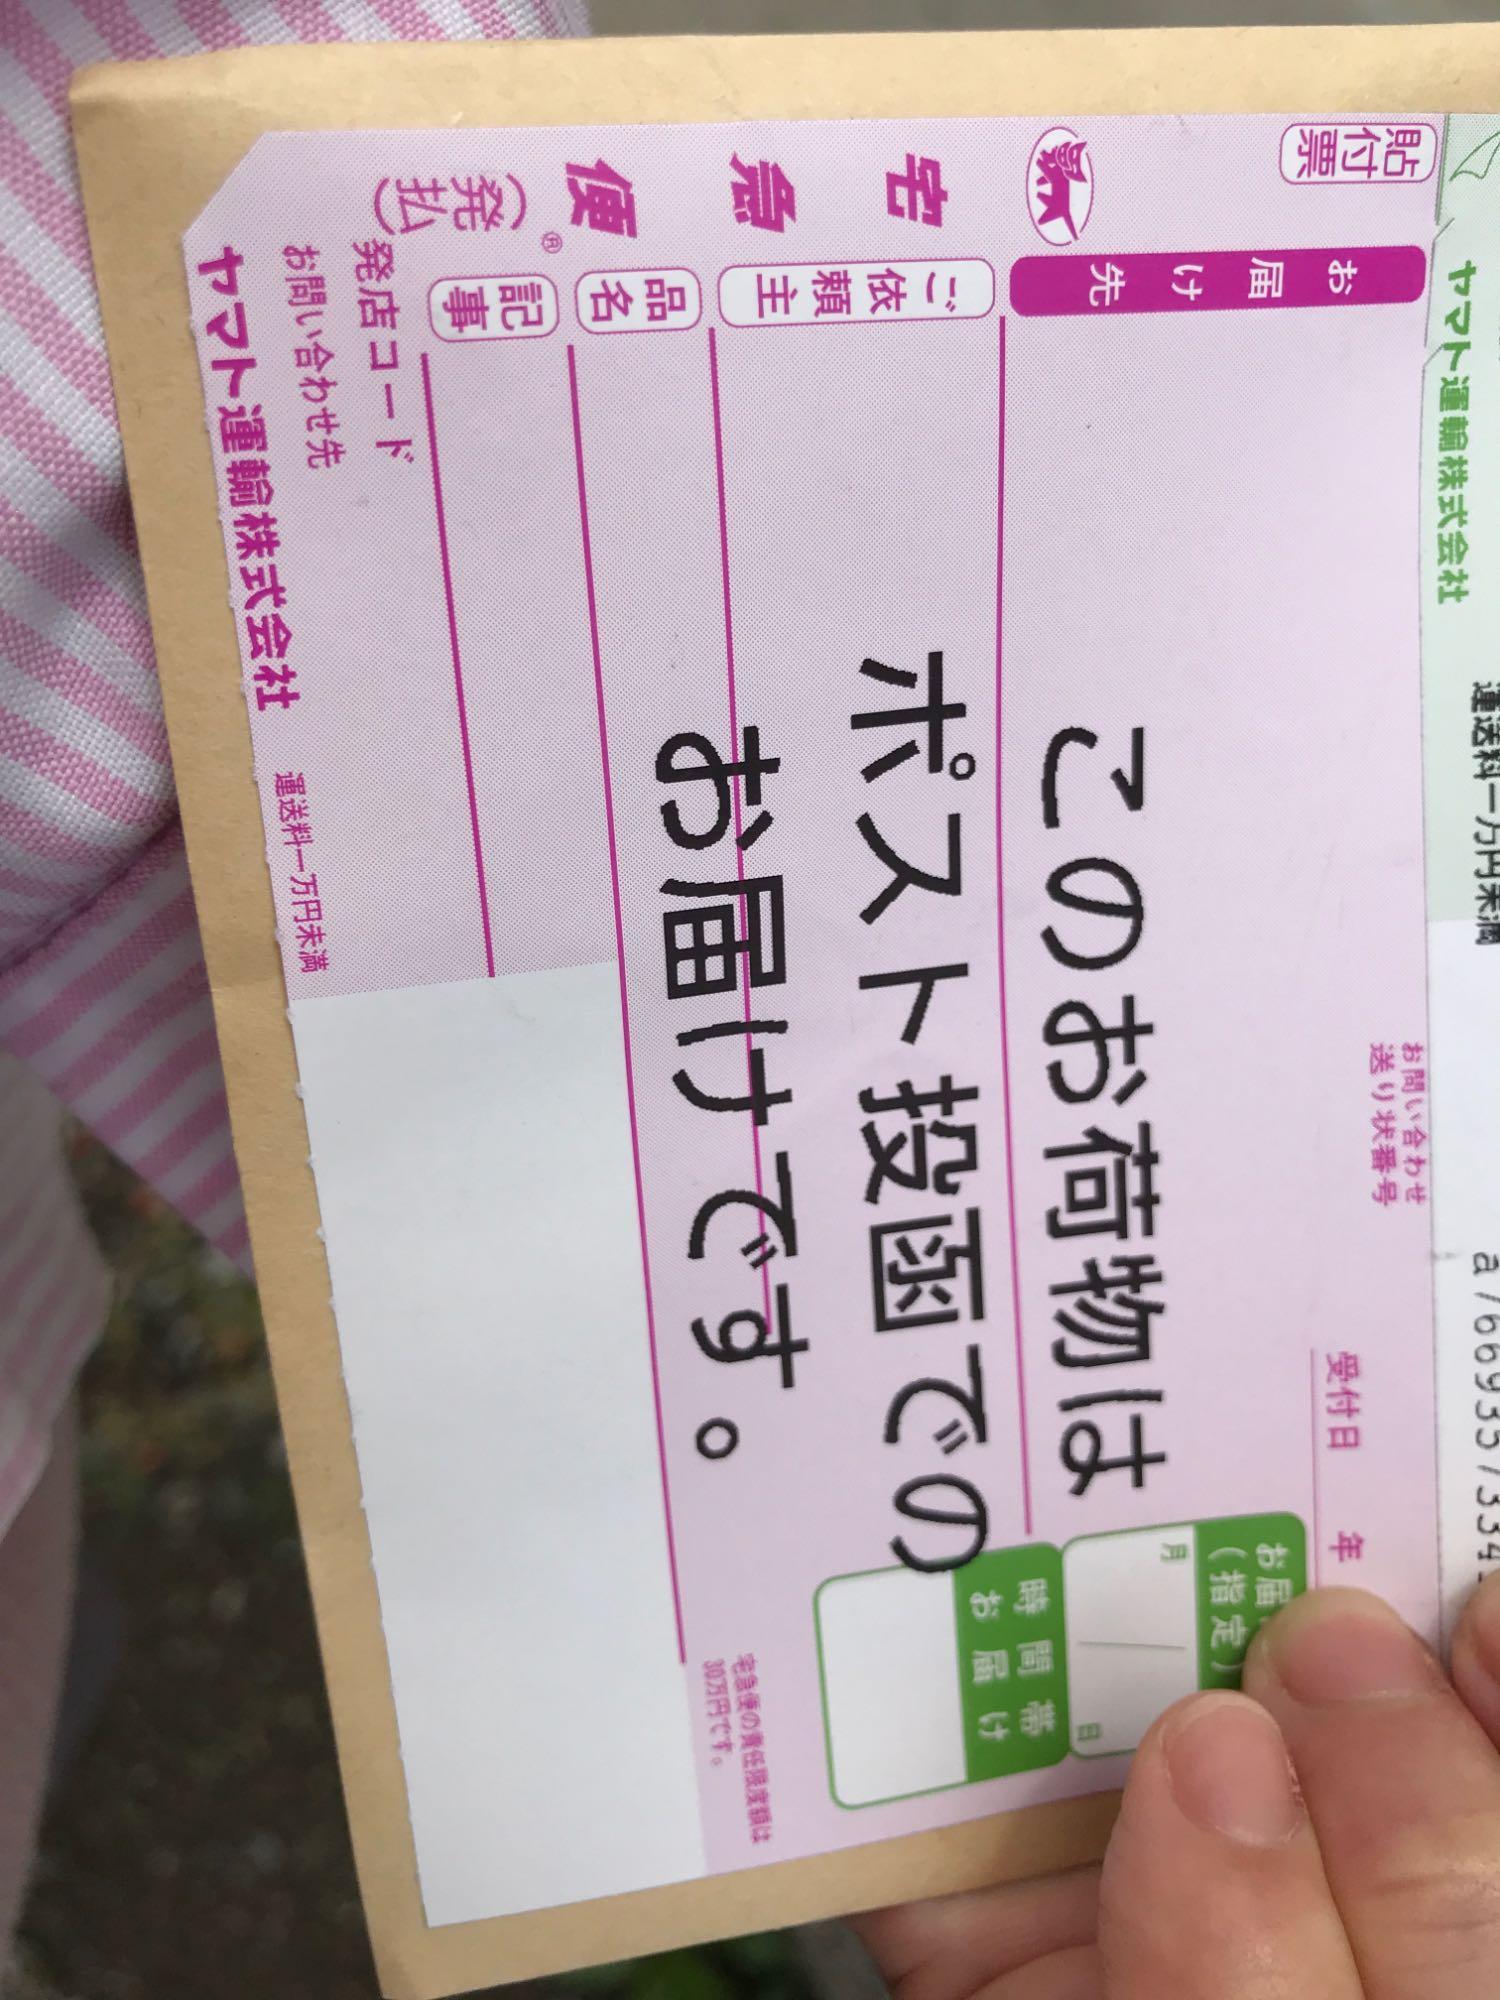 貼付票
宅急便®
(発払)
お届け先
ご依頼主
品名
記事
発店コード
お問い合わせ先
ヤマト運輸株式会社 運送料一万円未満
お問い合わせ
送り状番号
受付日 年
このお荷物は
ポスト投函での
お届けです。
(指定)
月
日
時間帯
お届け
宅急便の責任限度額は
30万円です。
ヤマト運輸株式会社
運送料一万円未満